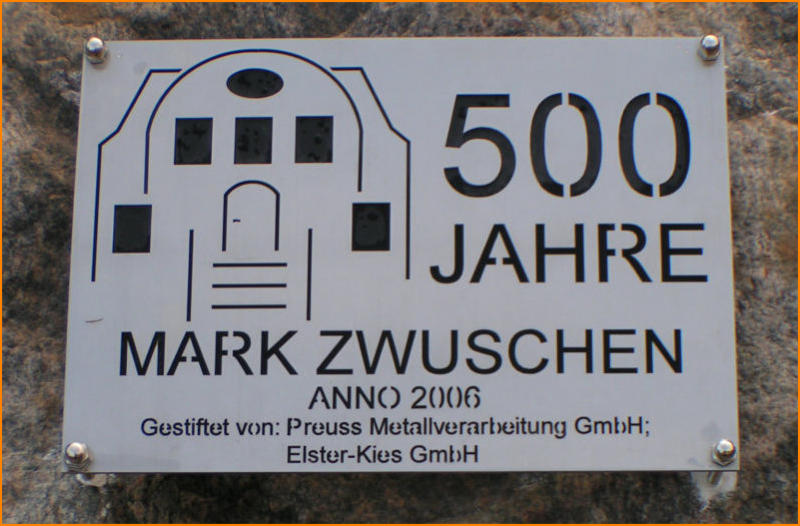 500
JAHRE
MARK ZWUSCHEN
ANNO 2006
Gestiftet von: Preuss Metallverarbeitung GmbH;
Elster-Kies GmbH